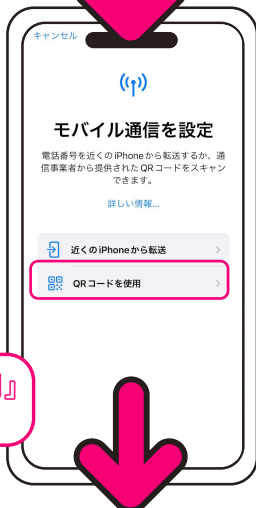 キャンセル
モバイル通信を設定
電話番号を近くのiPhoneから転送するか、通
信事業者から提供されたQRコードをスキャン
できます。
詳しい情報...
近くのiPhoneから転送
QRコードを使用
』